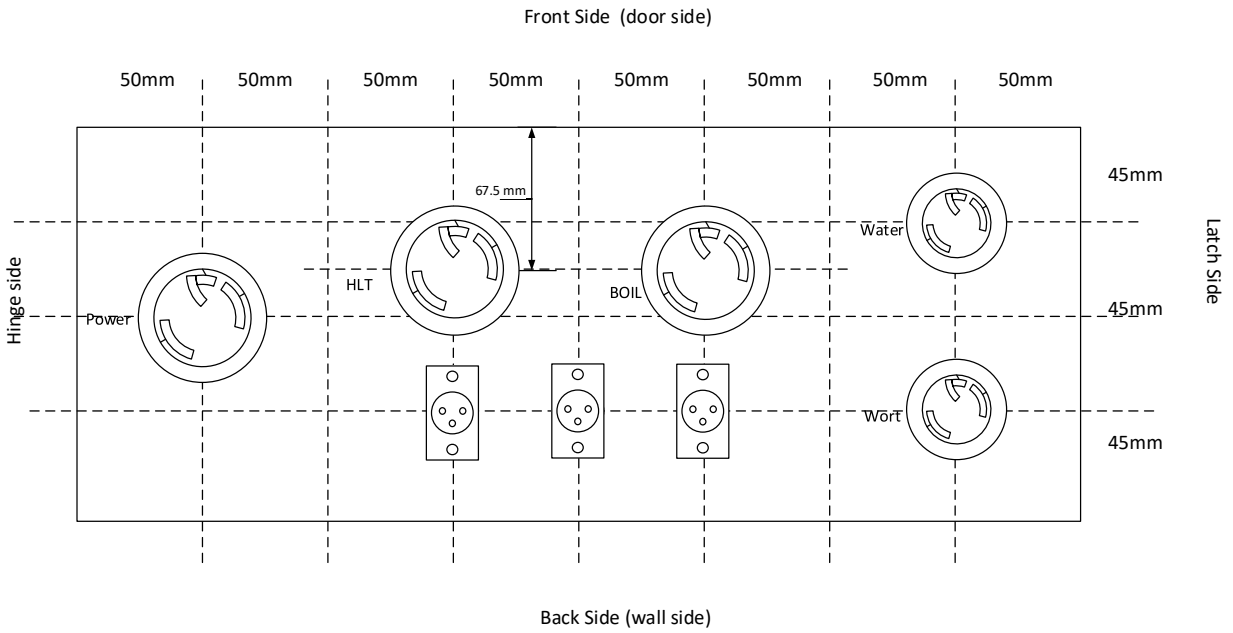 Front Side  (door side)
50mm 50mm 50mm 50mm 50mm 50mm 50mm 50mm
45mm
67.5 mm
Water
Latch Side
Hinge side
HLT
BOIL
45mm
Power
Wort
45mm
Back Side (wall side)